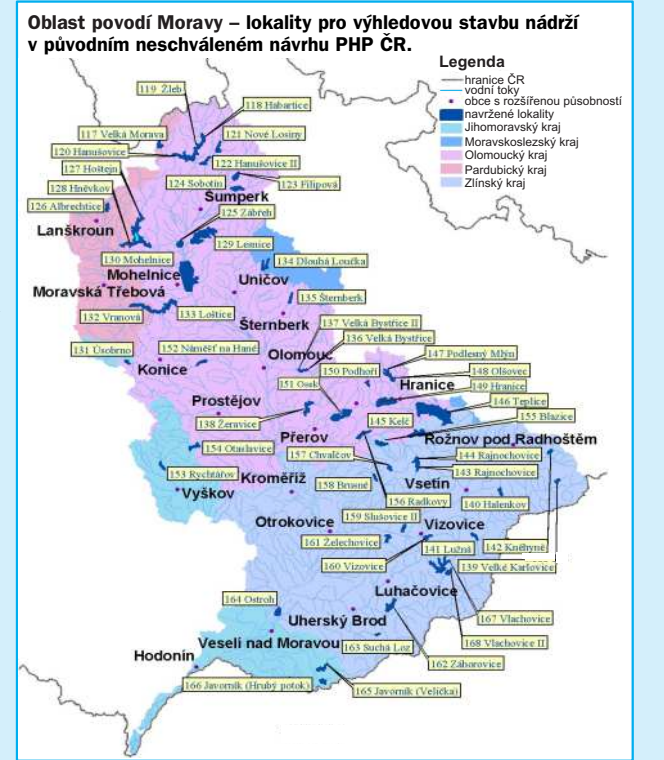 Oblast povodí Moravy – lokality pro výhledovou stavbu nádrží
v původním neschváleném návrhu PHP ČR.
Legenda
hranice ČR
vodní toky
obce s rozšířenou působností
navržené lokality
Jihomoravský kraj
Moravskoslezský kraj
Olomoucký kraj
Pardubický kraj
Zlínský kraj
119 Žleb
118 Habartice
117 Velká Morava
121 Nové Losiny
120 Hanušovice
122 Hanušovice II
127 Hoštejn
124 Sobotín
123 Filipová
128 Hněvkov
Šumperk
126 Albrechtice
125 Zábřeh
Lanškroun
129 Lesnice
130 Mohelnice
134 Dlouhá Loučka
Mohelnice
Uničov
Moravská Třebová
135 Šternberk
132 Vranová
133 Loštice
Šternberk
137 Velká Bystřice II
136 Velká Bystřice
131 Úsobrno
152 Náměšť na Hané
Olomouc
147 Podlesný Mlýn
Konice
150 Podhoří
148 Olšovec
151 Osek
Hranice
149 Hranice
Prostějov
146 Teplice
138 Žeravice
145 Kelč
155 Blazice
Přerov
Rožnov pod Radhoštěm
154 Otaslavice
157 Chvalčov
144 Rajnochovice
153 Rychtářov
Kroměříž
158 Brusné
Vsetín
143 Rajnochovice
Vyškov
156 Radkovy
140 Halenkov
159 Slušovice II
Otrokovice
Vizovice
161 Želechovice
141 Lužná
142 Kněhyně
160 Vizovice
139 Velké Karlovice
Luhačovice
164 Ostroh
167 Vlachovice
Uherský Brod
Veselí nad Moravou
168 Vlachovice II
163 Suchá Loz
Hodonín
162 Záhorovice
166 Javorník (Hrubý potok)
165 Javorník (Velička)